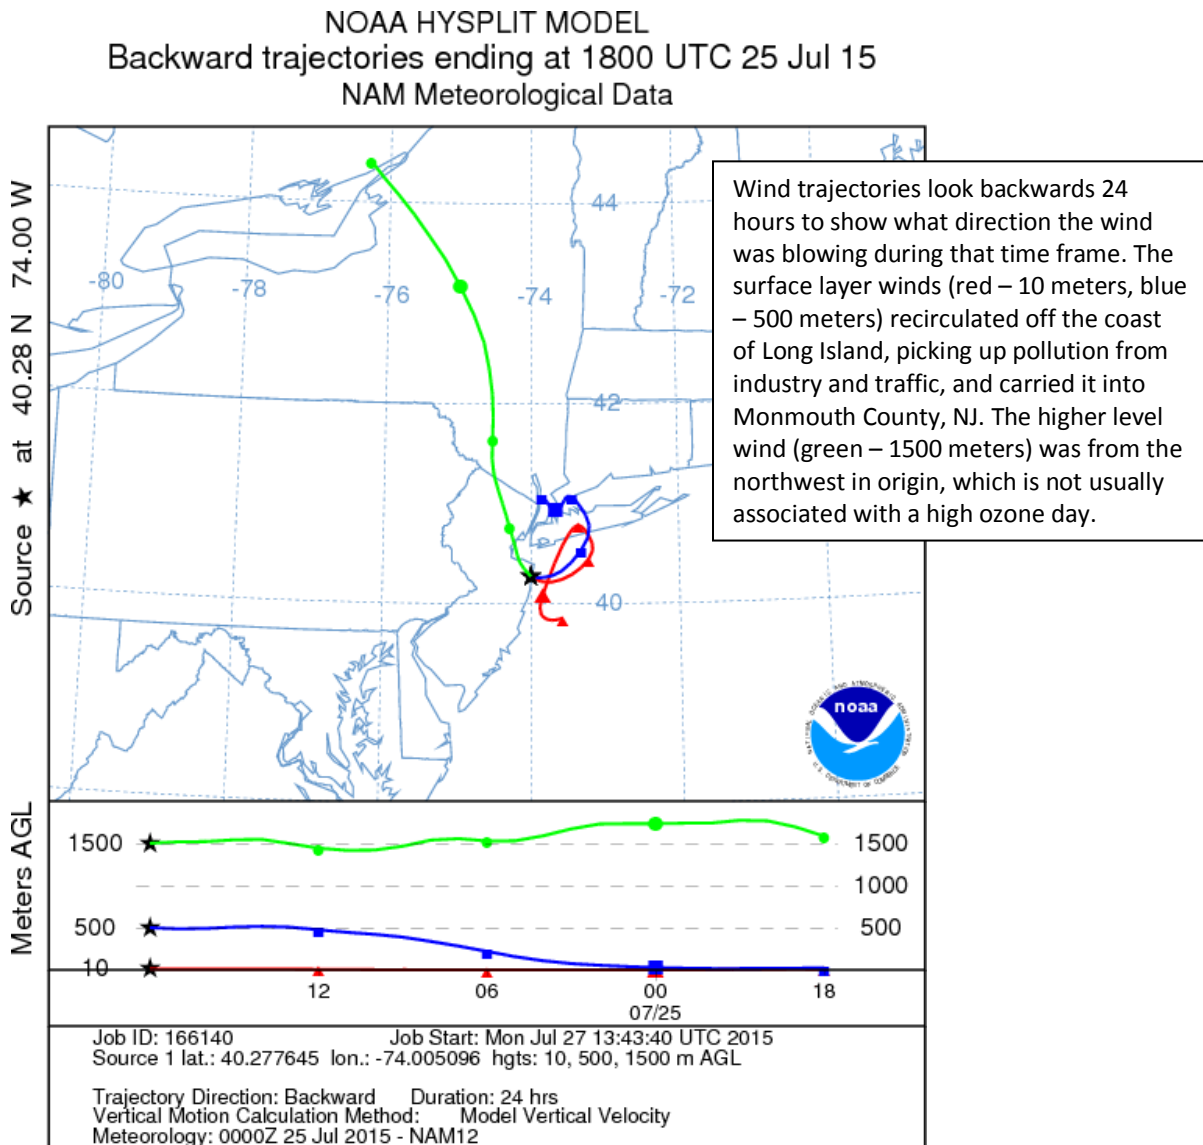 NOAA HYSPLIT MODEL
Backward trajectories ending at 1800 UTC 25 Jul 15
NAM Meteorological Data
Source ★ at 40.28 N 74.00 W
44
-80
-78
-76
-74
-72
42
40
Wind trajectories look backwards 24
hours to show what direction the wind
was blowing during that time frame. The
surface layer winds (red – 10 meters, blue
– 500 meters) recirculated off the coast
of Long Island, picking up pollution from
industry and traffic, and carried it into
Monmouth County, NJ. The higher level
wind (green – 1500 meters) was from the
northwest in origin, which is not usually
associated with a high ozone day.
NATIONAL OCEANIC AND ATMOSPHERIC ADMINISTRATION
noaa
U.S. DEPARTMENT OF COMMERCE
Meters AGL
1500
1500
1000
500
500
10
12
06
00
18
07/25
Job ID: 166140 Job Start: Mon Jul 27 13:43:40 UTC 2015
Source 1 lat.: 40.277645 lon.: -74.005096 hgts: 10, 500, 1500 m AGL
Trajectory Direction: Backward Duration: 24 hrs
Vertical Motion Calculation Method: Model Vertical Velocity
Meteorology: 0000Z 25 Jul 2015 - NAM12